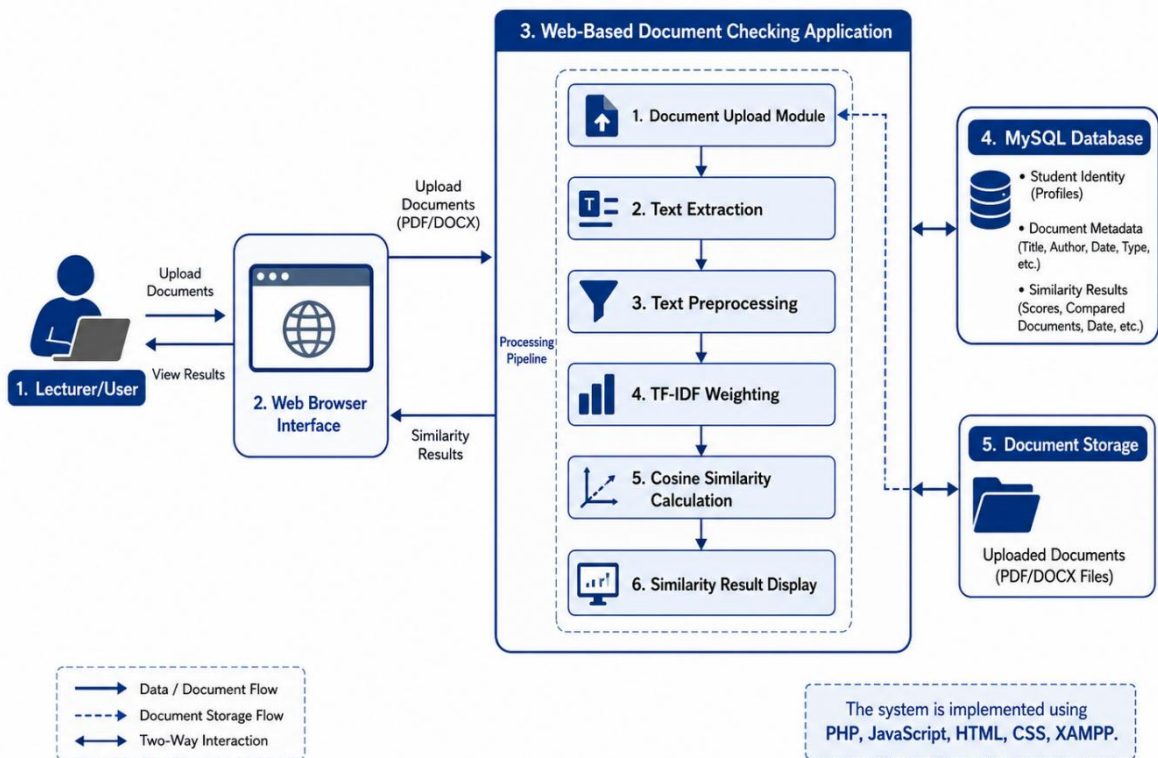 3. Web-Based Document Checking Application
1. Document Upload Module
2. Text Extraction
3. Text Preprocessing
4. TF-IDF Weighting
5. Cosine Similarity
Calculation
6. Similarity Result Display
Processing
Pipeline
Upload
Documents
(PDF/DOCX)
Upload
Documents
View Results
1. Lecturer/User
2. Web Browser
Interface
Similarity
Results
4. MySQL Database
• Student Identity
(Profiles)
• Document Metadata
(Title, Author, Date, Type,
etc.)
• Similarity Results
(Scores, Compared
Documents, Date, etc.)
5. Document Storage
Uploaded Documents
(PDF/DOCX Files)
Data / Document Flow
Document Storage Flow
Two-Way Interaction
The system is implemented using
PHP, JavaScript, HTML, CSS, XAMPP.
T